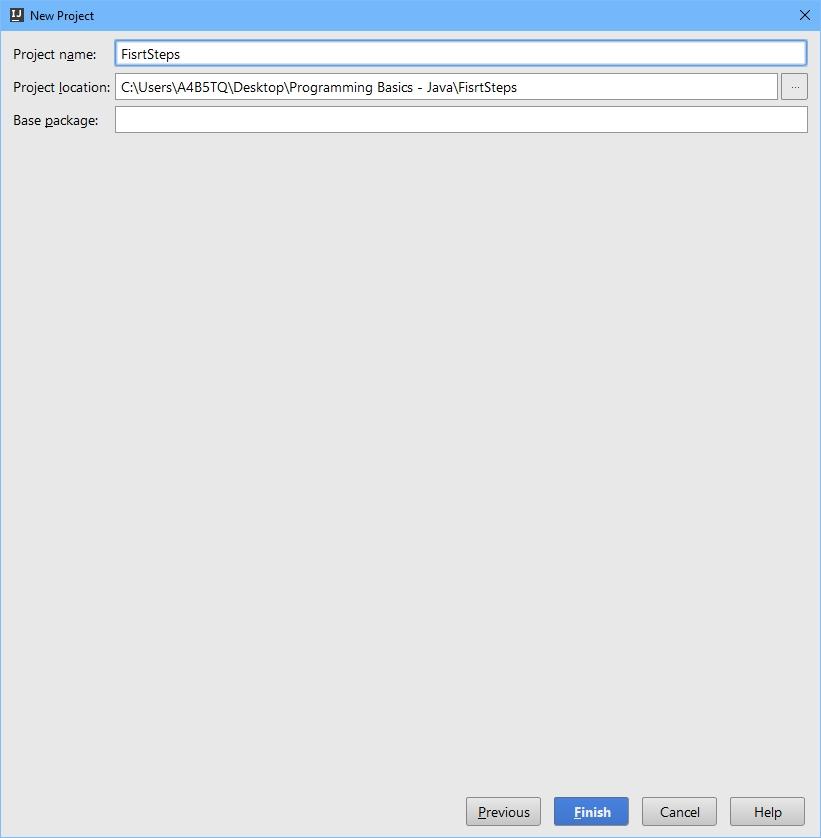 New Project
Project name: FisrtSteps
Project location: C:\Users\A4B5TQ\Desktop\Programming Basics - Java\FisrtSteps ...
Base package:
Previous Finish Cancel Help